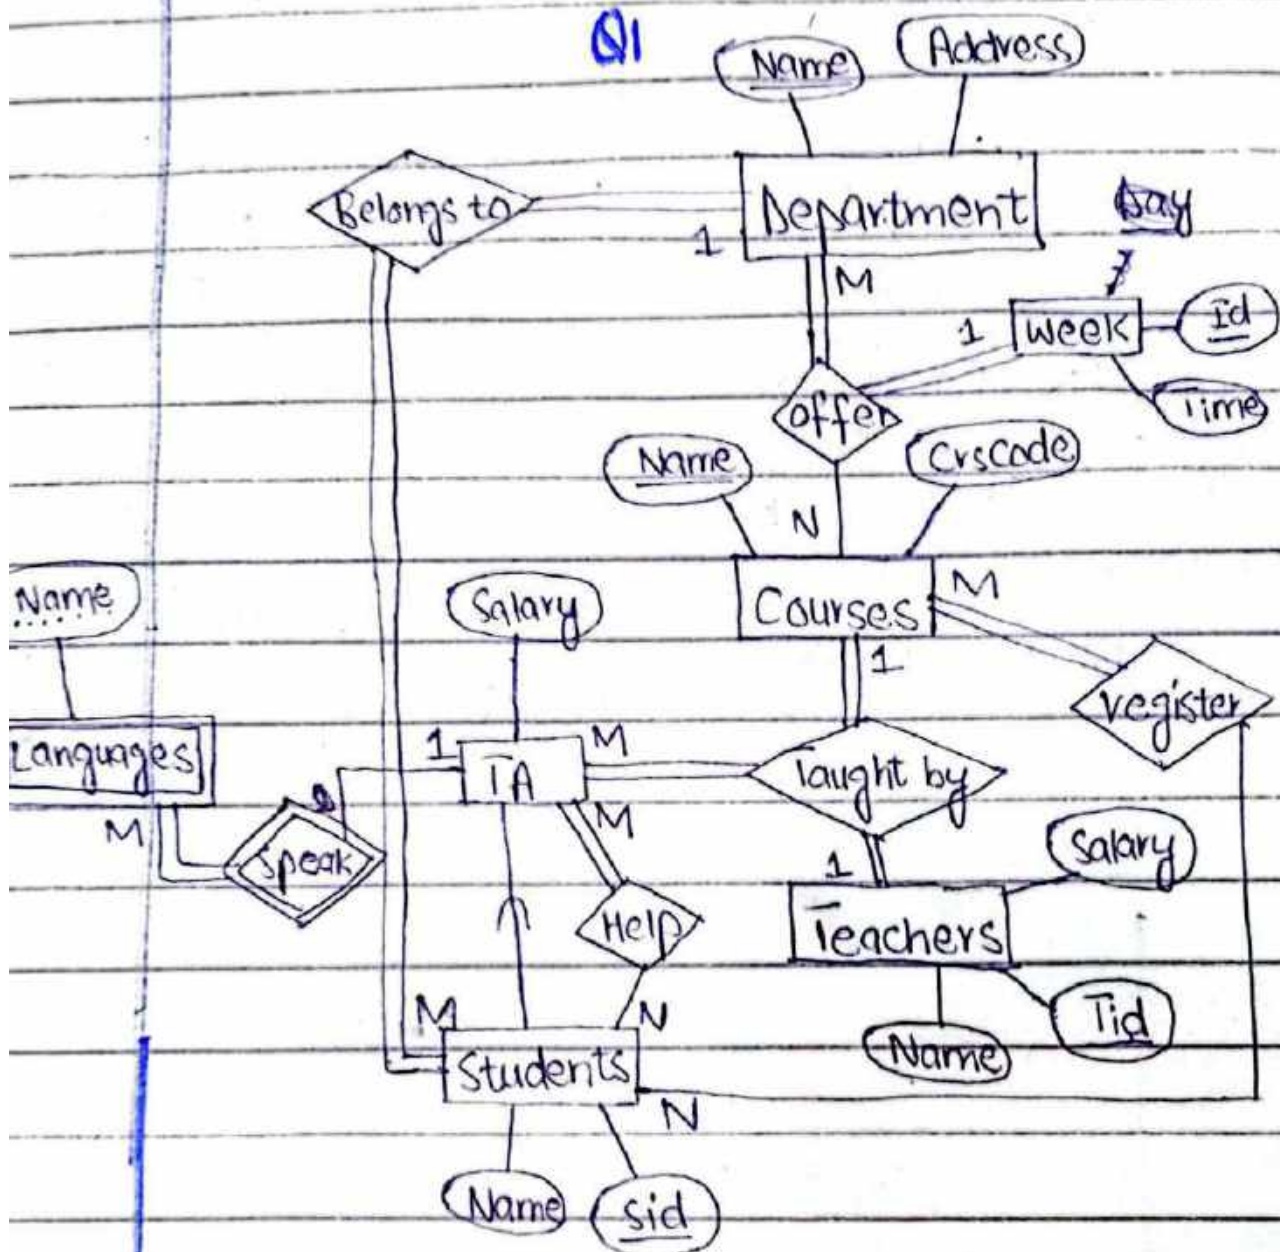 Q1
Name
Address
Belongs to
Department
Day
1
M
1
Week
Id
offer
Time
Name
CrsCode
N
Name
Salary
Courses
M
1
register
Languages
1
TA
M
Taught by
M
M
speak
1
Salary
Help
Teachers
M
N
Tid
Name
Students
N
Name
Sid